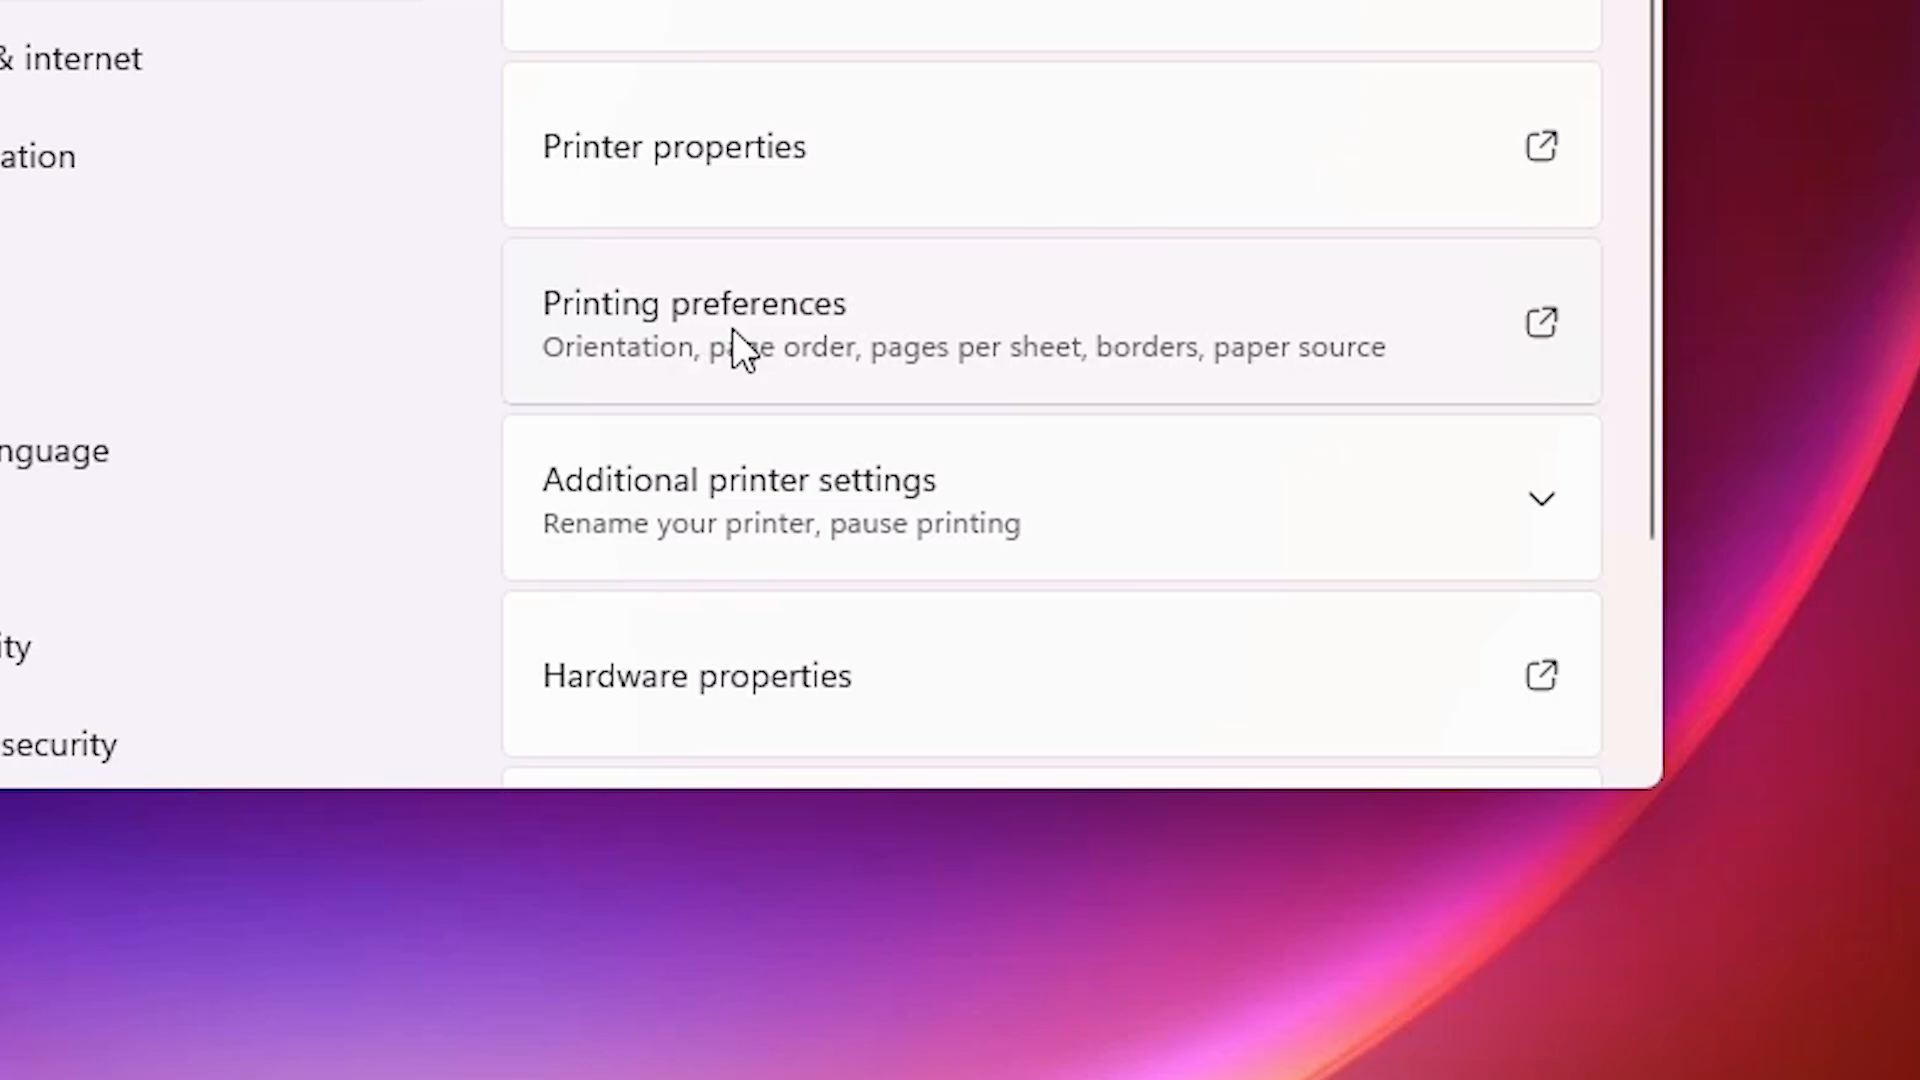 & internet
ation
nguage
ity
security
Printer properties
Printing preferences
Orientation, page order, pages per sheet, borders, paper source
Additional printer settings
Rename your printer, pause printing
Hardware properties